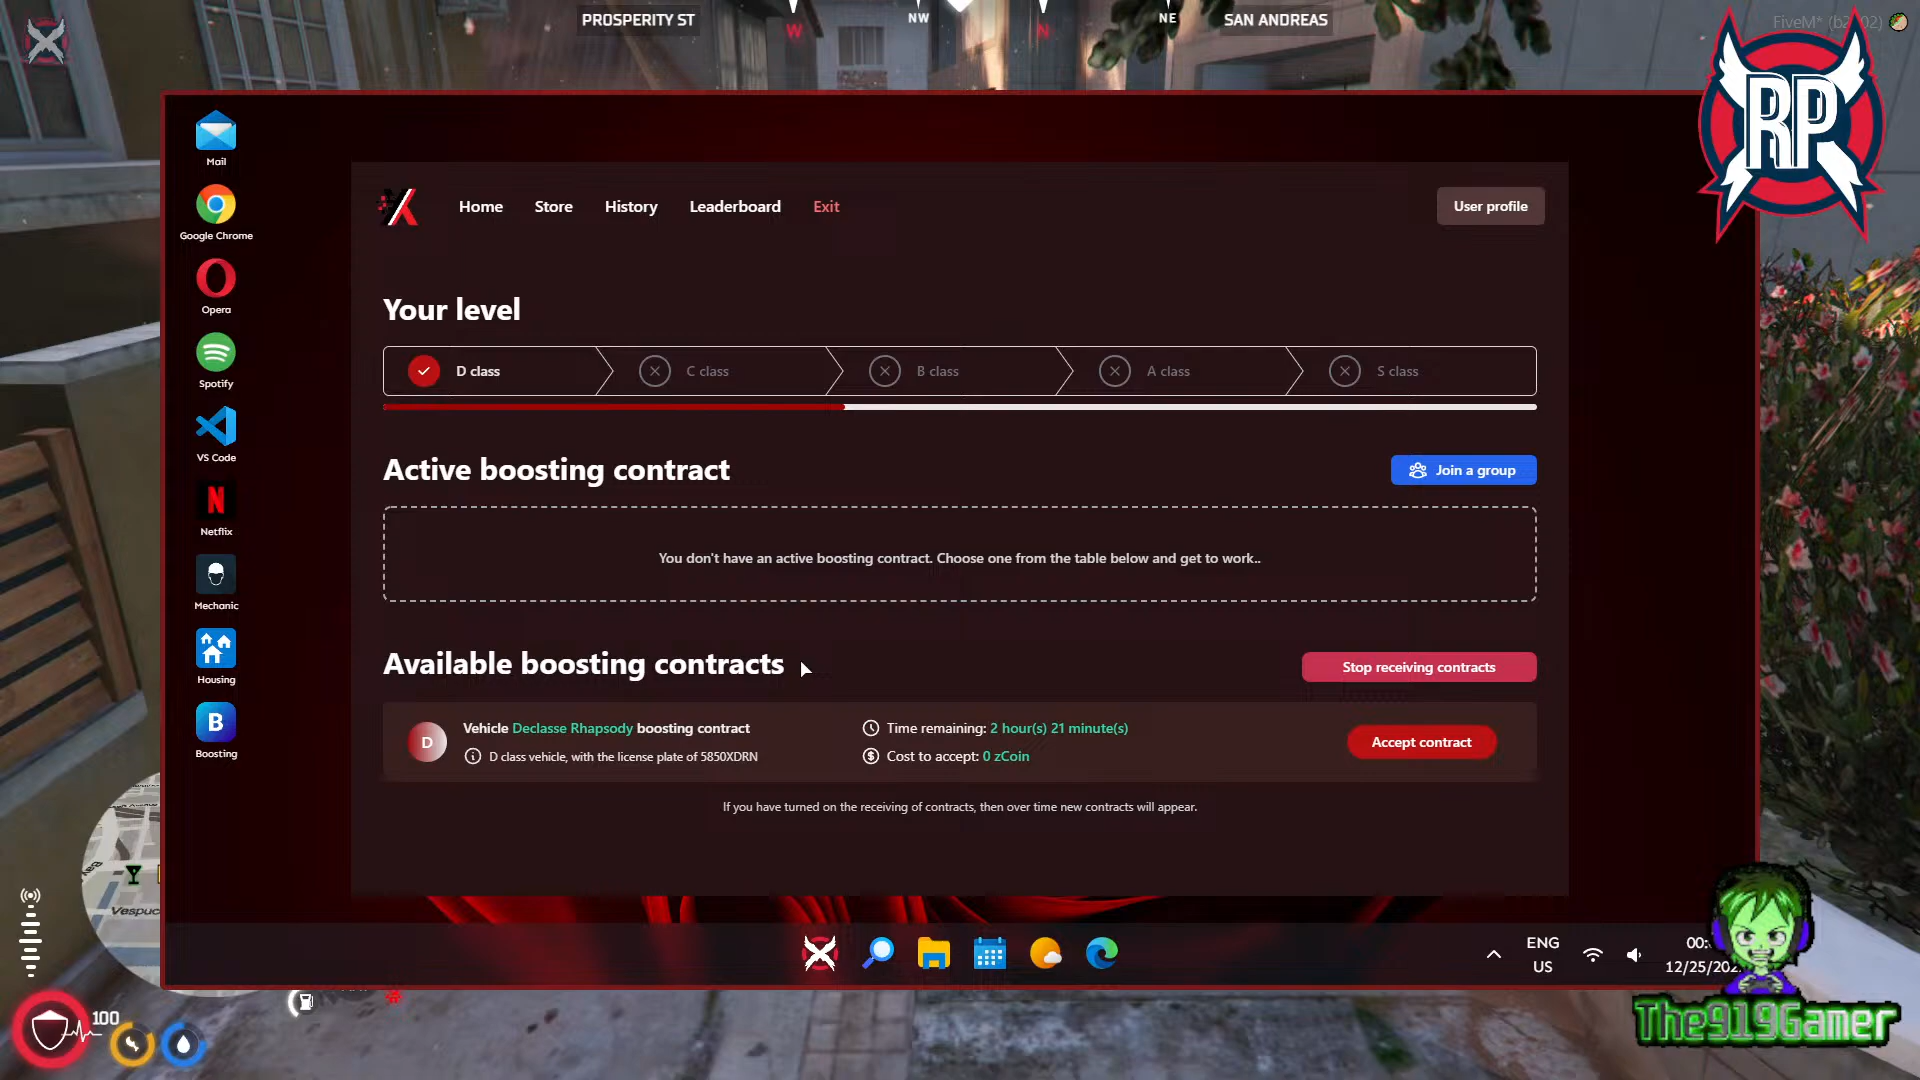 PROSPERITY ST
W
NW
N
NE
SAN ANDREAS
RP
Mail
Google Chrome
Opera
Spotify
VS Code
N
Netflix
Mechanic
Housing
B
Boosting
Home
Store
History
Leaderboard
Exit
User profile
Your level
D class
C class
B class
A class
S class
Active boosting contract
Join a group
You don't have an active boosting contract. Choose one from the table below and get to work..
Available boosting contracts
Stop receiving contracts
D
Vehicle Declasse Rhapsody boosting contract
D class vehicle, with the license plate of 5850XDRN
Time remaining: 2 hour(s) 21 minute(s)
Cost to accept: 0 zCoin
Accept contract
If you have turned on the receiving of contracts, then over time new contracts will appear.
ENG
US
100
The919Gamer